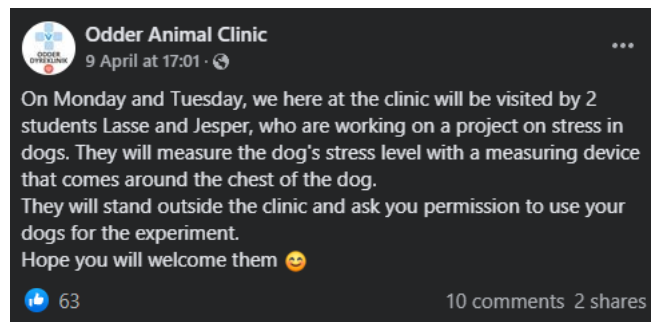 Odder Animal Clinic
9 April at 17:01 ·
ODDER
DYREKLINIK
On Monday and Tuesday, we here at the clinic will be visited by 2
students Lasse and Jesper, who are working on a project on stress in
dogs. They will measure the dog's stress level with a measuring device
that comes around the chest of the dog.
They will stand outside the clinic and ask you permission to use your
dogs for the experiment.
Hope you will welcome them 😊
63
10 comments 2 shares